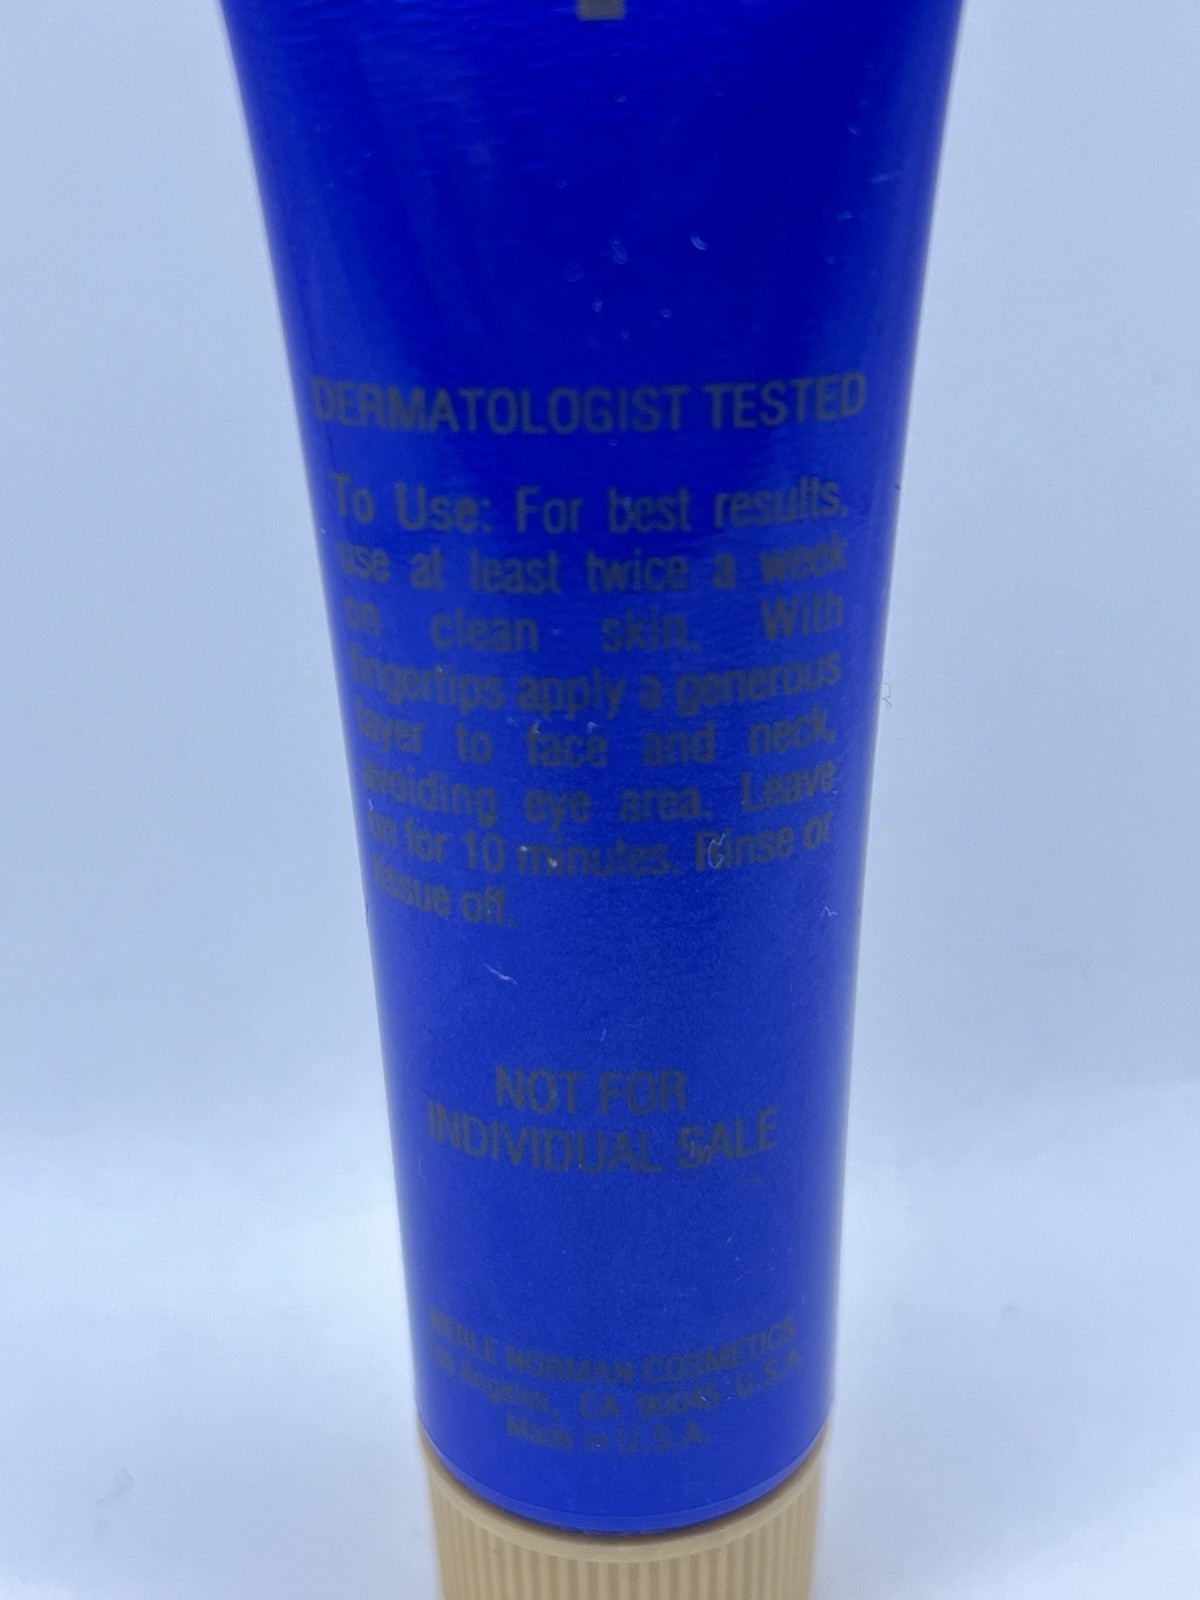 DERMATOLOGIST TESTED
To Use: For best results,
use at least twice a week
on clean skin. With
fingertips apply a generous
layer to face and neck,
avoiding eye area. Leave
on for 10 minutes. Rinse or
tissue off.
NOT FOR
INDIVIDUAL SALE
MERLE NORMAN COSMETICS
Los Angeles, CA 90045 U.S.A.
Made in U.S.A.